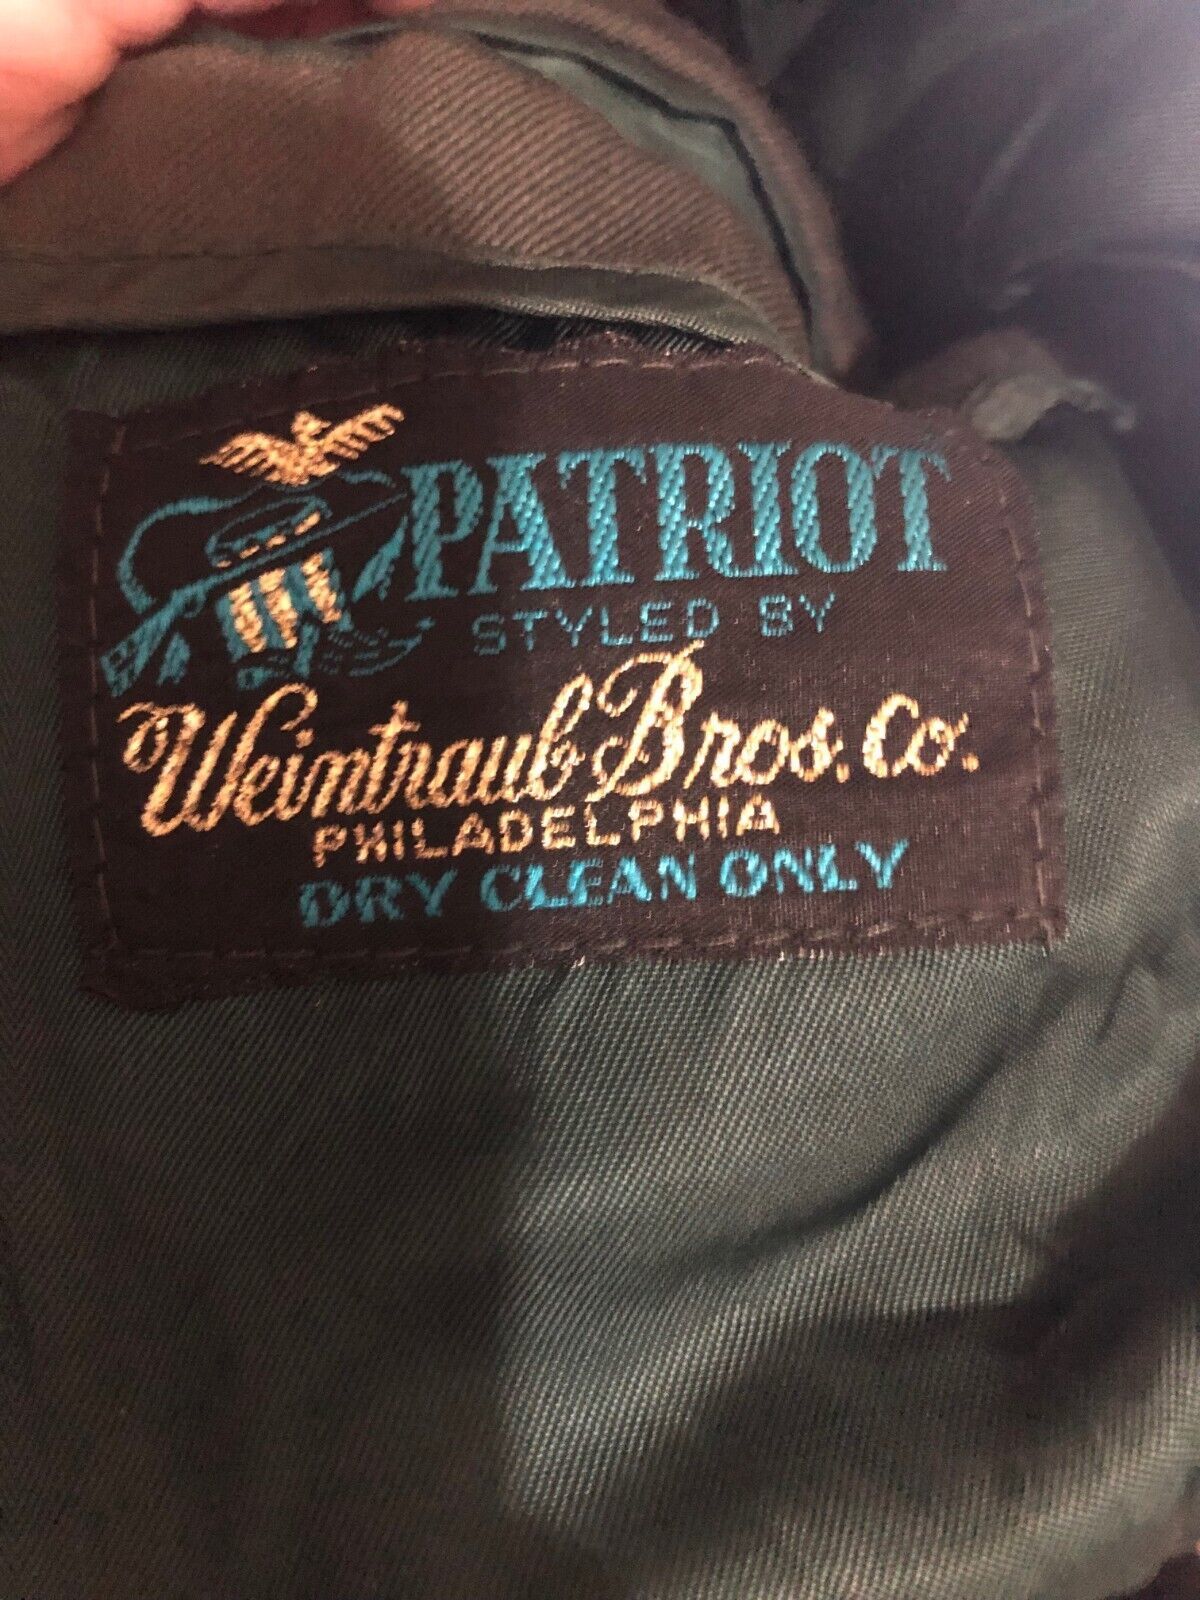 PATRIOT
STYLED BY
Weintraub Bros. Co.
PHILADELPHIA
DRY CLEAN ONLY